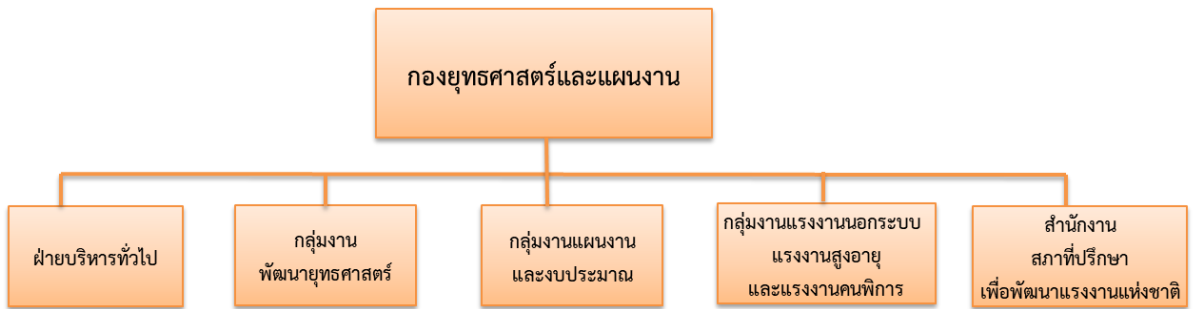 กองยุทธศาสตร์และแผนงาน
ฝ่ายบริหารทั่วไป
กลุ่มงาน
พัฒนายุทธศาสตร์
กลุ่มงานแผนงาน
และงบประมาณ
กลุ่มงานแรงงานนอกระบบ
แรงงานสูงอายุ
และแรงงานคนพิการ
สำนักงาน
สภาที่ปรึกษา
เพื่อพัฒนาแรงงานแห่งชาติ